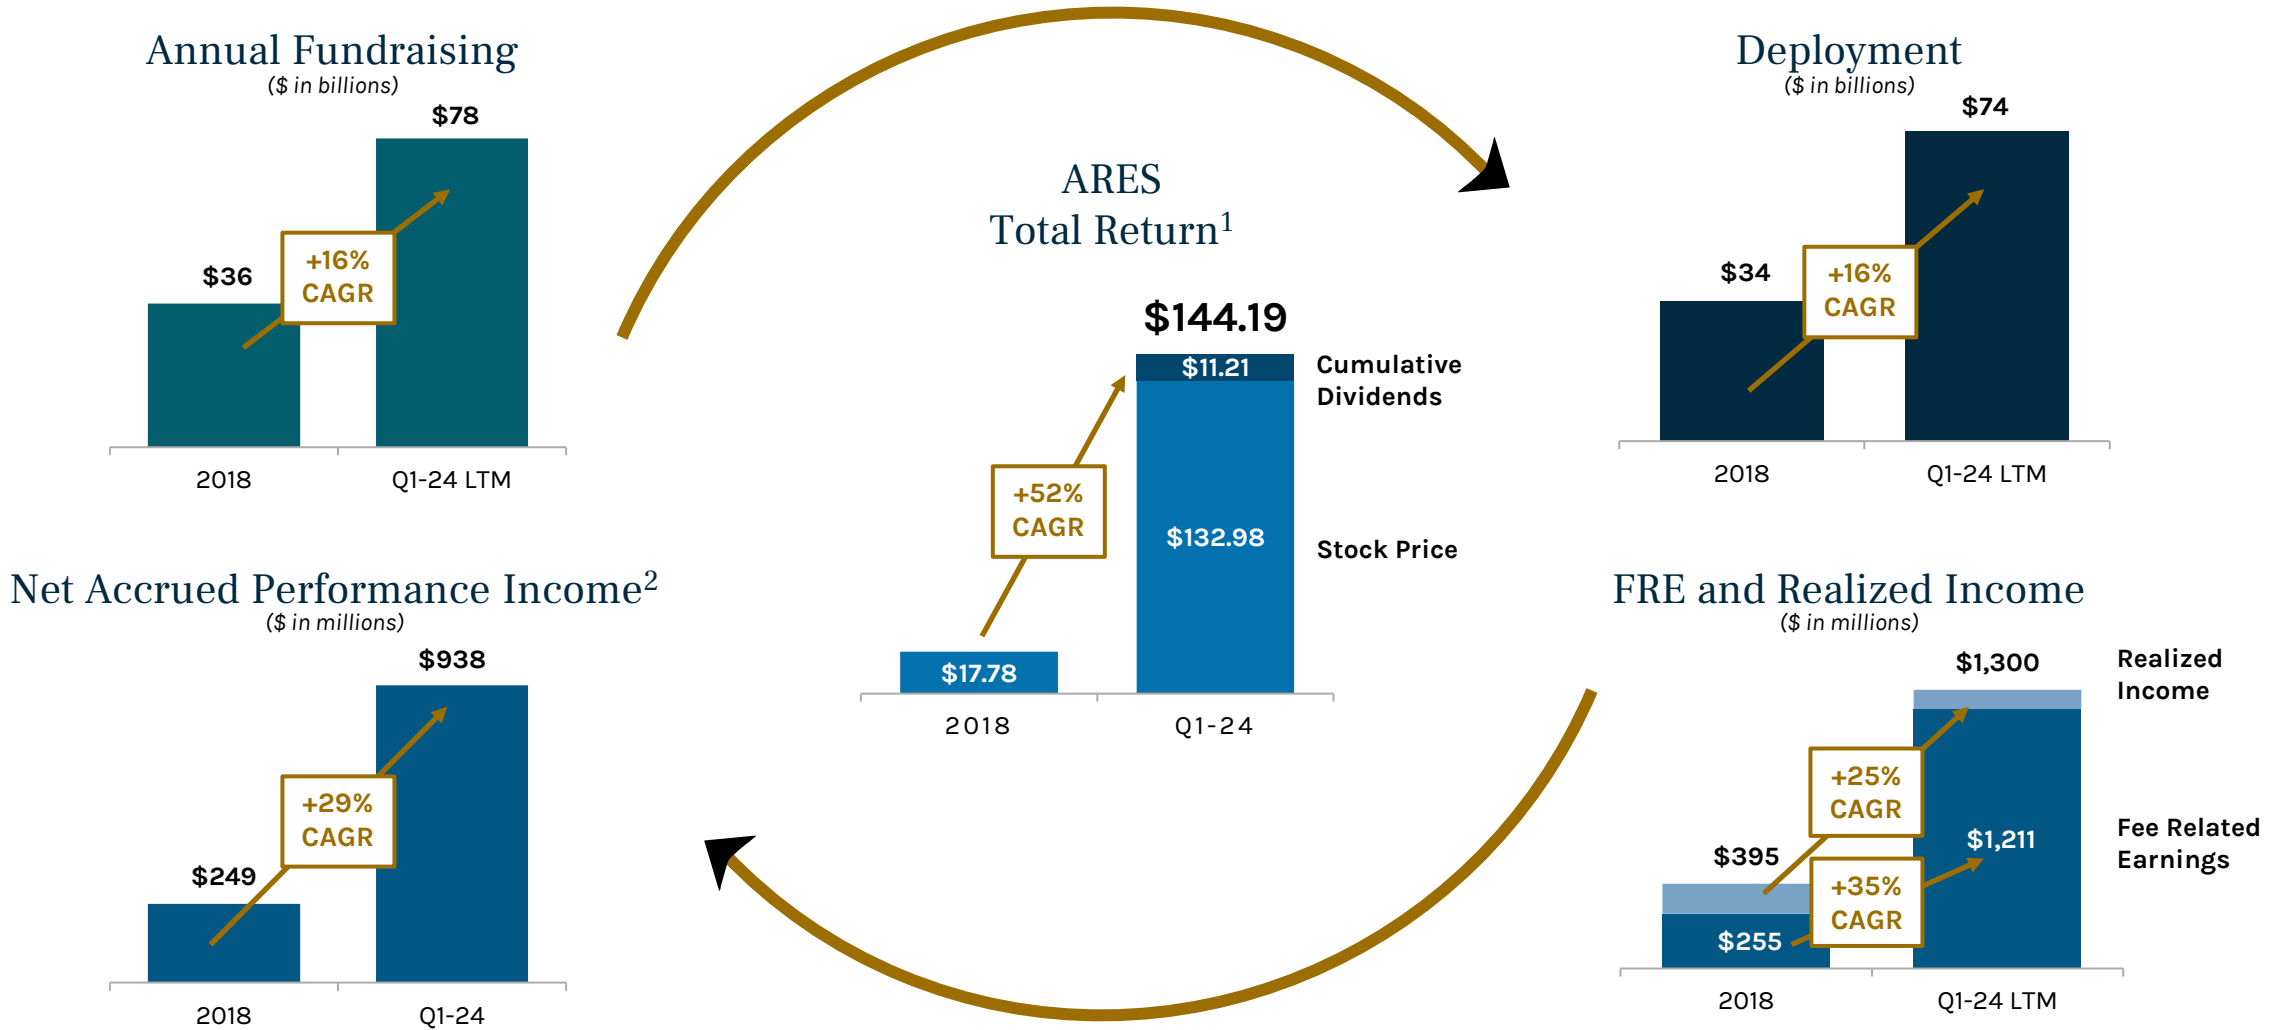 Annual Fundraising
($ in billions)
$78
$36
+16%
CAGR
2018
Q1-24 LTM
Deployment
($ in billions)
$74
$34
+16%
CAGR
2018
Q1-24 LTM
ARES
Total Return¹
$144.19
$11.21
Cumulative
Dividends
+52%
CAGR
$132.98
Stock Price
$17.78
2018
Q1-24
Net Accrued Performance Income²
($ in millions)
$938
+29%
CAGR
$249
2018
Q1-24
FRE and Realized Income
($ in millions)
$1,300
Realized
Income
+25%
CAGR
$1,211
Fee Related
Earnings
$395
+35%
CAGR
$255
2018
Q1-24 LTM